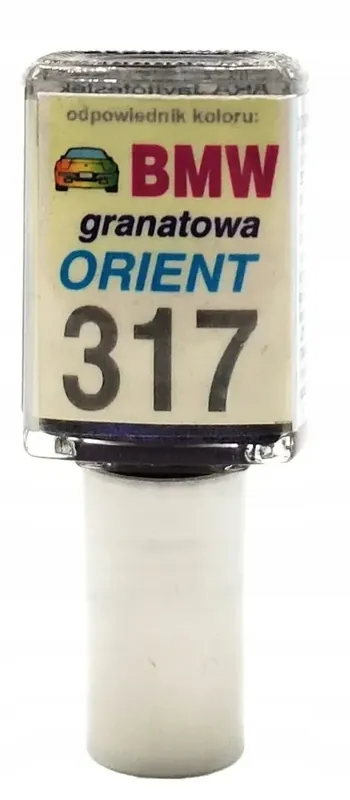 odpowiednik koloru:
BMW
granatowa
ORIENT
317